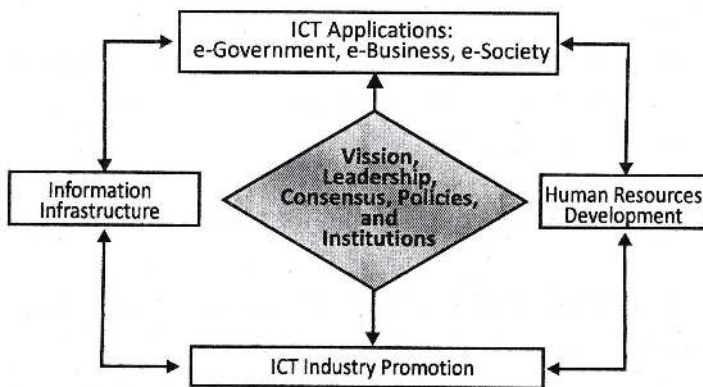 ICT Applications:
e-Government, e-Business, e-Society
Vission,
Leadership,
Consensus, Policies,
and
Institutions
Information
Infrastructure
Human Resources
Development
ICT Industry Promotion